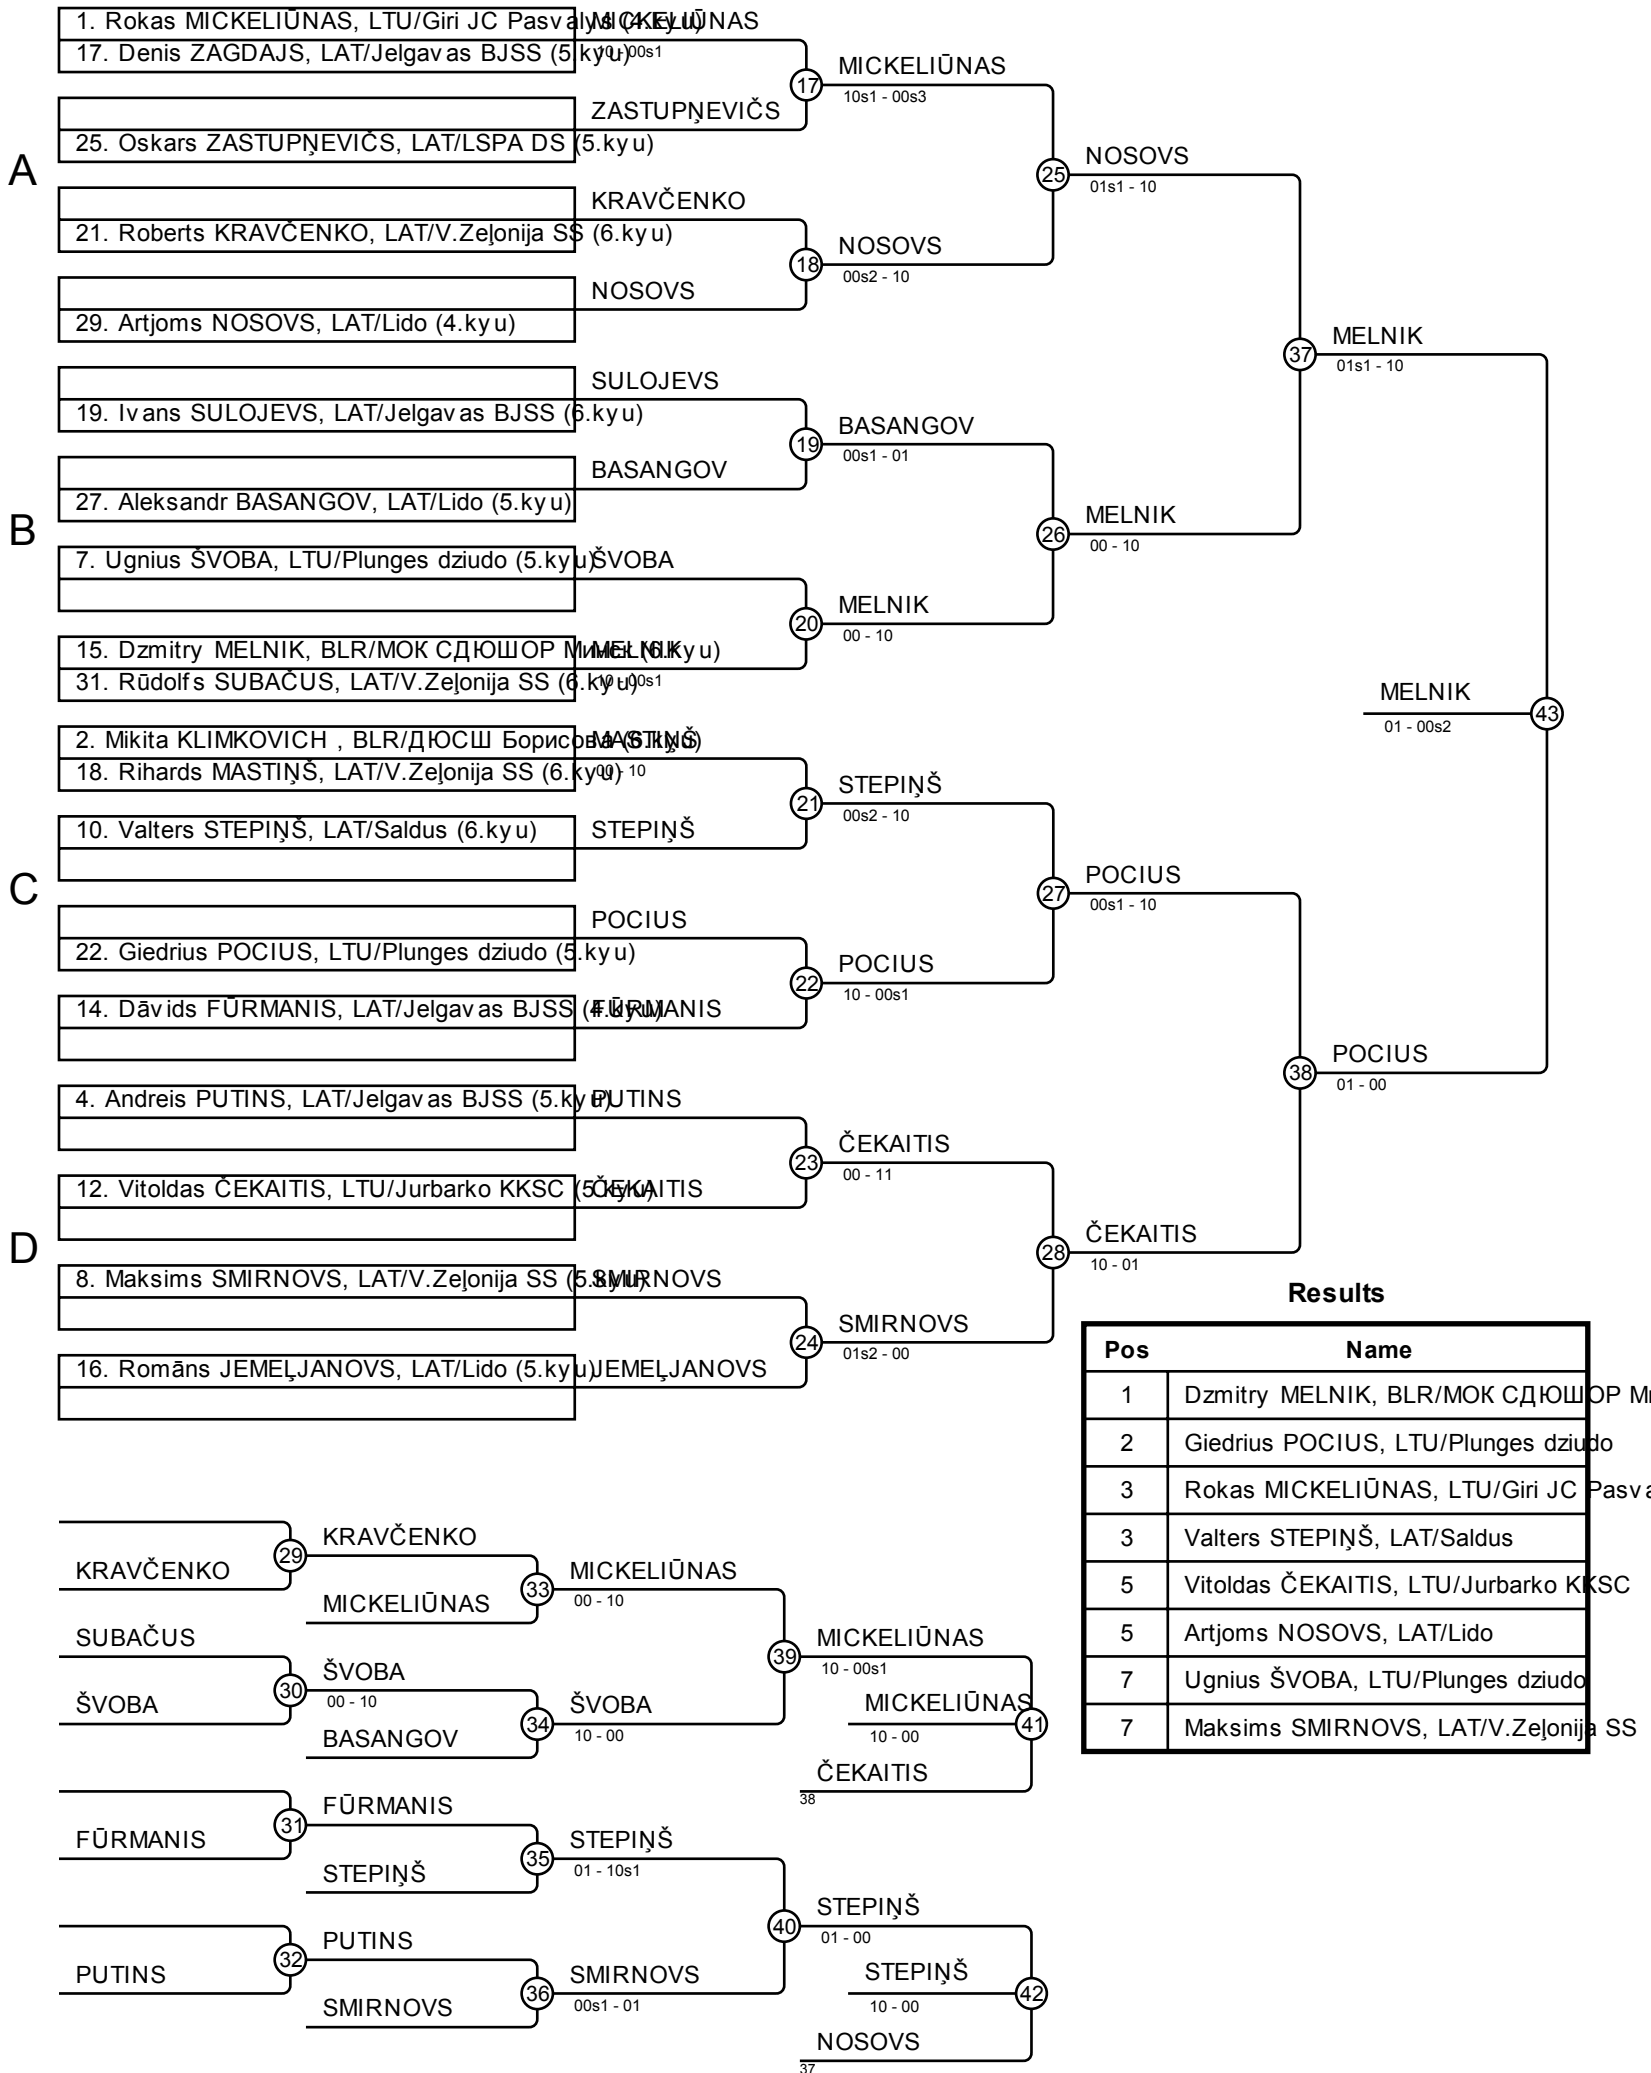 1. Rokas MICKELIŪNAS, LTU/Giri JC Pasvalys (4.kyu)
MICKELIŪNAS
17. Denis ZAGDAJS, LAT/Jelgavas BJSS (5.kyu)
10 - 00s1
17
MICKELIŪNAS
10s1 - 00s3
ZASTUPŅEVIČS
25. Oskars ZASTUPŅEVIČS, LAT/LSPA DS (5.kyu)
A
25
NOSOVS
01s1 - 10
KRAVČENKO
21. Roberts KRAVČENKO, LAT/V.Zeļonija SS (6.kyu)
18
NOSOVS
00s2 - 10
NOSOVS
29. Artjoms NOSOVS, LAT/Lido (4.kyu)
37
MELNIK
01s1 - 10
SULOJEVS
19. Ivans SULOJEVS, LAT/Jelgavas BJSS (6.kyu)
19
BASANGOV
00s1 - 01
BASANGOV
27. Aleksandr BASANGOV, LAT/Lido (5.kyu)
B
26
MELNIK
00 - 10
7. Ugnius ŠVOBA, LTU/Plunges dziudo (5.kyu)
ŠVOBA
20
MELNIK
00 - 10
15. Dzmitry MELNIK, BLR/МОК СДЮШОР Минск (6.kyu)
MELNIK
31. Rūdolfs SUBAČUS, LAT/V.Zeļonija SS (6.kyu)
10 - 00s1
MELNIK
01 - 00s2
43
2. Mikita KLIMKOVICH , BLR/ДЮСШ Борисова (6.kyu)
MASTIŅŠ
18. Rihards MASTIŅŠ, LAT/V.Zeļonija SS (6.kyu)
00 - 10
21
STEPIŅŠ
00s2 - 10
10. Valters STEPIŅŠ, LAT/Saldus (6.kyu)
STEPIŅŠ
C
27
POCIUS
00s1 - 10
POCIUS
22. Giedrius POCIUS, LTU/Plunges dziudo (5.kyu)
22
POCIUS
10 - 00s1
14. Dāvids FŪRMANIS, LAT/Jelgavas BJSS (4.kyu)
FŪRMANIS
38
POCIUS
01 - 00
4. Andreis PUTINS, LAT/Jelgavas BJSS (5.kyu)
PUTINS
23
ČEKAITIS
00 - 11
12. Vitoldas ČEKAITIS, LTU/Jurbarko KKSC (5.kyu)
ČEKAITIS
D
28
ČEKAITIS
10 - 01
8. Maksims SMIRNOVS, LAT/V.Zeļonija SS (5.kyu)
SMIRNOVS
24
SMIRNOVS
01s2 - 00
16. Romāns JEMEĻJANOVS, LAT/Lido (5.kyu)
JEMEĻJANOVS
Results
Pos Name
1 Dzmitry MELNIK, BLR/МОК СДЮШОР
2 Giedrius POCIUS, LTU/Plunges dziudo
3 Rokas MICKELIŪNAS, LTU/Giri JC
3 Valters STEPIŅŠ, LAT/Saldus
5 Vitoldas ČEKAITIS, LTU/Jurbarko KKSC
5 Artjoms NOSOVS, LAT/Lido
7 Ugnius ŠVOBA, LTU/Plunges dziudo
7 Maksims SMIRNOVS, LAT/V.Zeļonija SS
KRAVČENKO
29
KRAVČENKO
MICKELIŪNAS
33
MICKELIŪNAS
00 - 10
SUBAČUS
ŠVOBA
30
ŠVOBA
00 - 10
BASANGOV
34
ŠVOBA
10 - 00
39
MICKELIŪNAS
10 - 00s1
MICKELIŪNAS
10 - 00
41
ČEKAITIS
38
FŪRMANIS
31
FŪRMANIS
STEPIŅŠ
35
STEPIŅŠ
01 - 10s1
PUTINS
32
PUTINS
SMIRNOVS
36
SMIRNOVS
00s1 - 01
40
STEPIŅŠ
01 - 00
STEPIŅŠ
10 - 00
42
NOSOVS
37